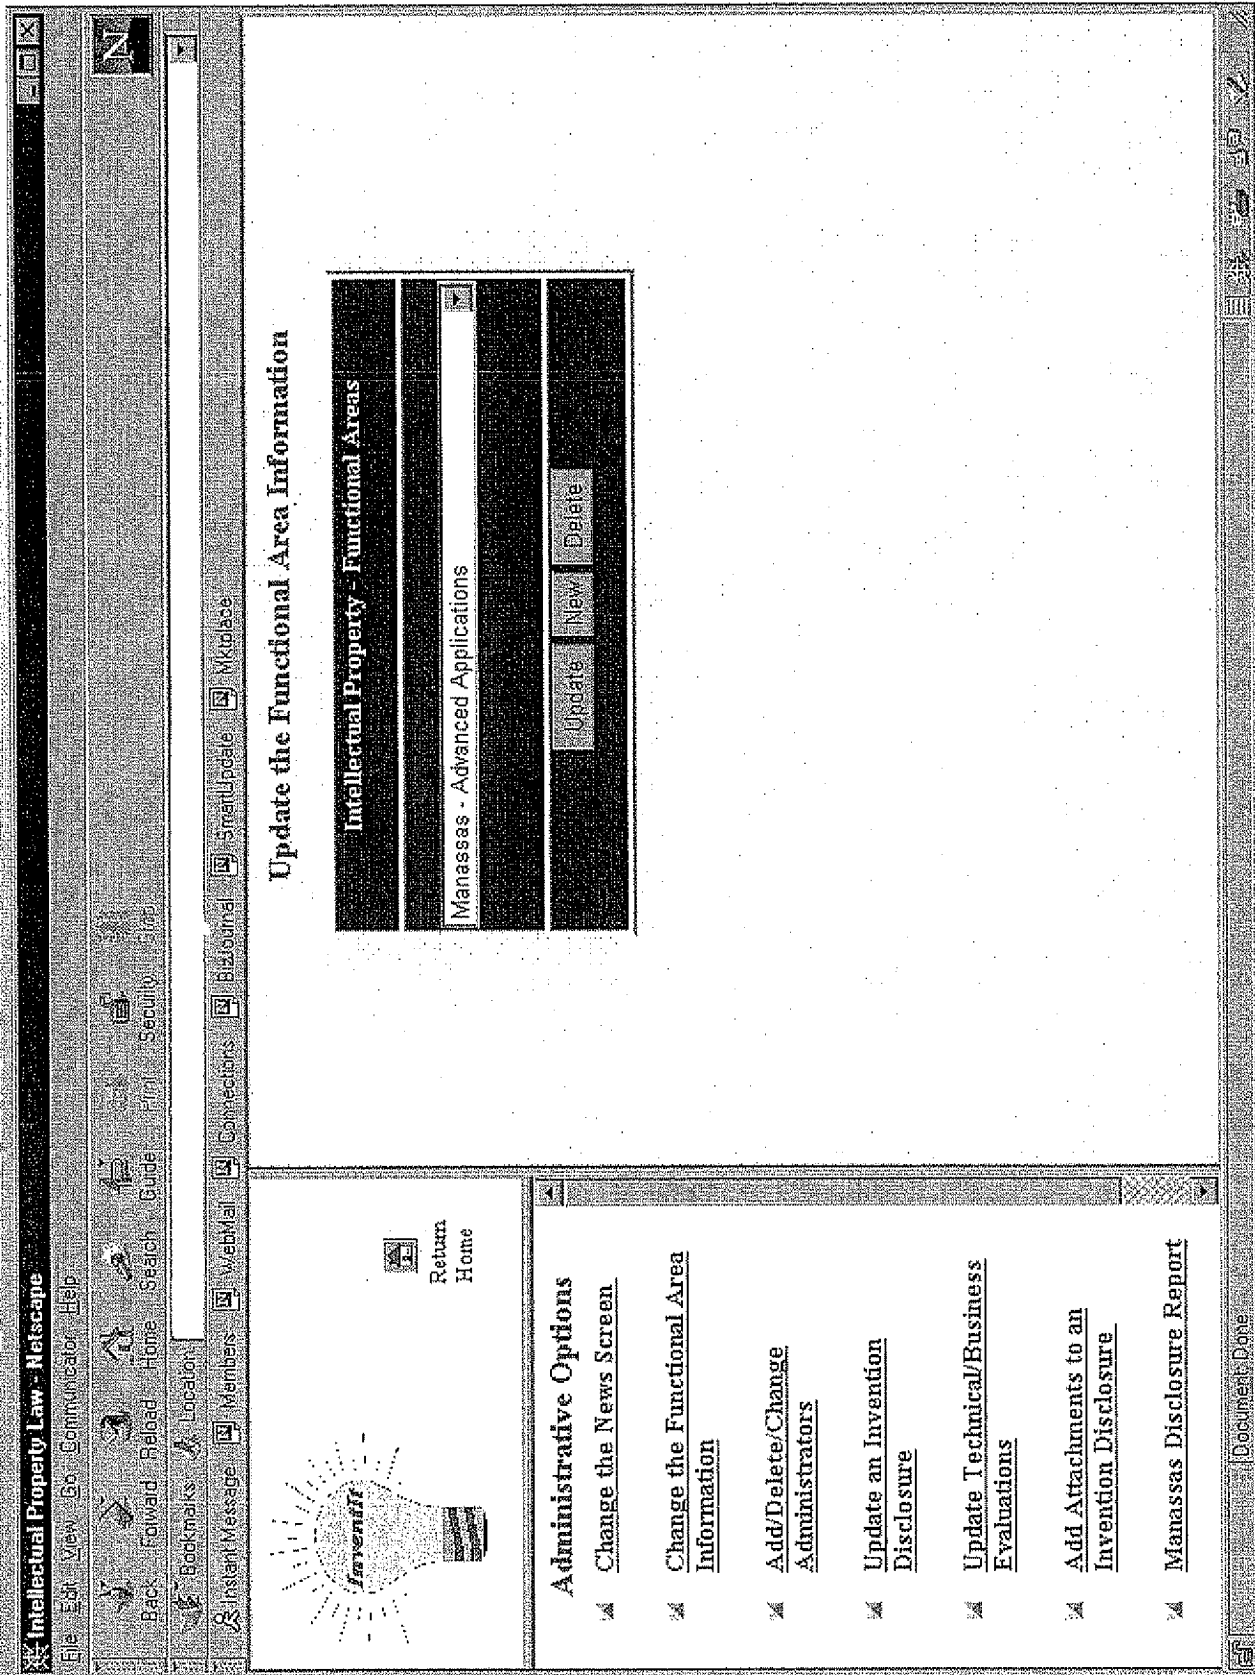 Intellectual Property Law - Netscape
File Edit View Go Communicator Help
Back Forward Reload Home Search Guide Print Security Stop
Bookmarks Location:
Instant Message Members WebMail Connections BizJournal SmartUpdate Mktplace
InventIt
Return
Home
Administrative Options
Change the News Screen
Change the Functional Area
Information
Add/Delete/Change
Administrators
Update an Invention
Disclosure
Update Technical/Business
Evaluations
Add Attachments to an
Invention Disclosure
Manassas Disclosure Report
Update the Functional Area Information
Intellectual Property - Functional Areas
Manassas - Advanced Applications
Update New Delete
Document: Done